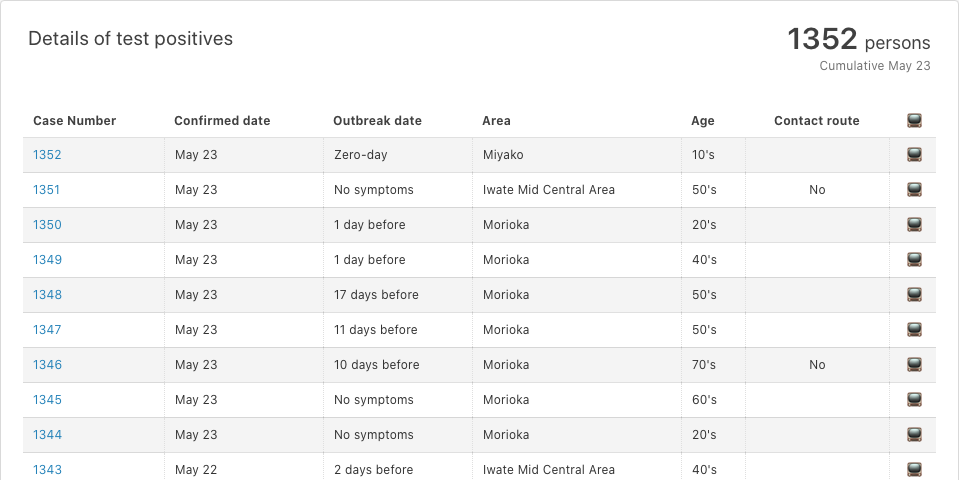 Details of test positives
1352 persons
Cumulative May 23
Case Number Confirmed date Outbreak date Area Age Contact route
1352 May 23 Zero-day Miyako 10's
1351 May 23 No symptoms Iwate Mid Central Area 50's No
1350 May 23 1 day before Morioka 20's
1349 May 23 1 day before Morioka 40's
1348 May 23 17 days before Morioka 50's
1347 May 23 11 days before Morioka 50's
1346 May 23 10 days before Morioka 70's No
1345 May 23 No symptoms Morioka 60's
1344 May 23 No symptoms Morioka 20's
1343 May 22 2 days before Iwate Mid Central Area 40's